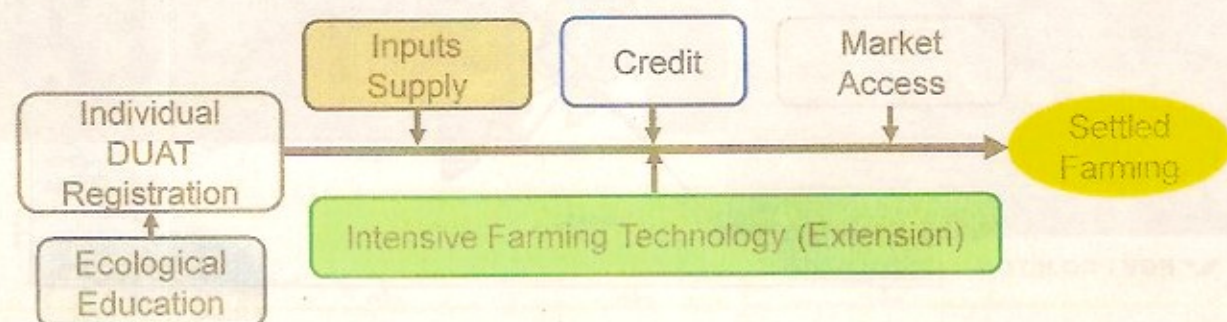 Inputs
Supply
Credit
Market
Access
Individual
DUAT
Registration
Settled
Farming
Intensive Farming Technology (Extension)
Ecological
Education